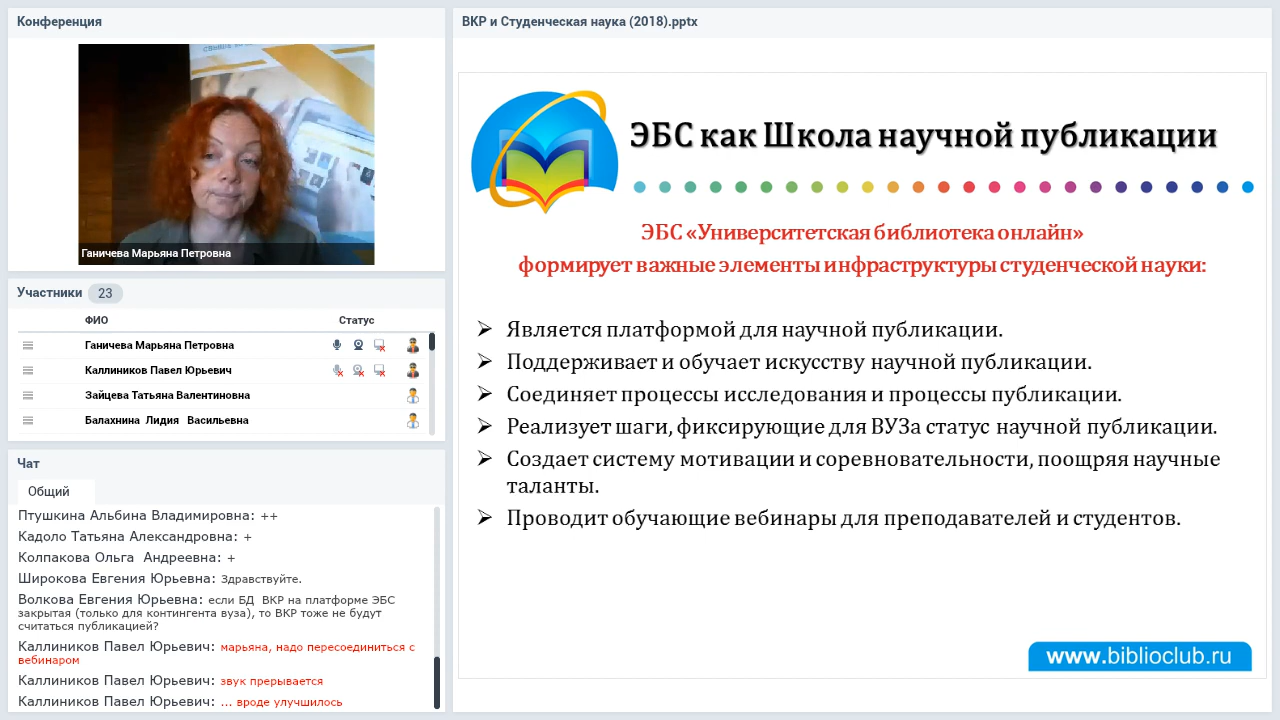 Конференция
Ганичева Марьяна Петровна
Участники 23
ФИО Статус
Ганичева Марьяна Петровна
Каллиников Павел Юрьевич
Зайцева Татьяна Валентиновна
Балахнина Лидия Васильевна
Чат
Общий
Птушкина Альбина Владимировна: ++
Кадоло Татьяна Александровна: +
Колпакова Ольга Андреевна: +
Широкова Евгения Юрьевна: Здравствуйте.
Волкова Евгения Юрьевна: если БД ВКР на платформе ЭБС
закрытая (только для контингента вуза), то ВКР тоже не будут
считаться публикацией?
Каллиников Павел Юрьевич: марьяна, надо пересоединиться с
вебинаром
Каллиников Павел Юрьевич: звук прерывается
Каллиников Павел Юрьевич: ... вроде улучшилось
ВКР и Студенческая наука (2018).pptx
ЭБС как Школа научной публикации
ЭБС «Университетская библиотека онлайн»
формирует важные элементы инфраструктуры студенческой науки:
Является платформой для научной публикации.
Поддерживает и обучает искусству научной публикации.
Соединяет процессы исследования и процессы публикации.
Реализует шаги, фиксирующие для ВУЗа статус научной публикации.
Создает систему мотивации и соревновательности, поощряя научные
таланты.
Проводит обучающие вебинары для преподавателей и студентов.
www.biblioclub.ru